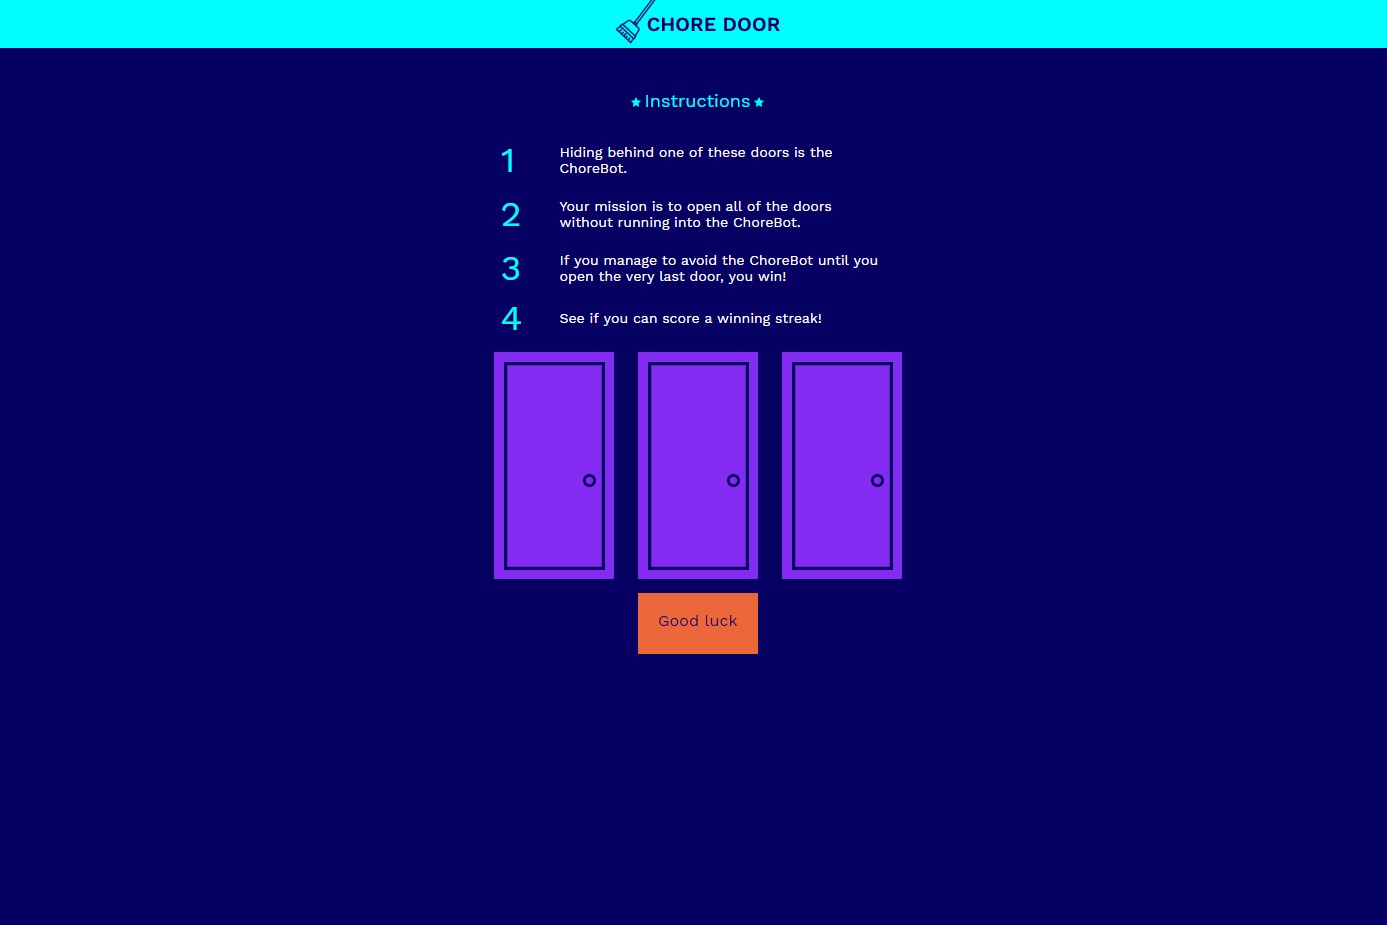 CHORE DOOR
Instructions
1
Hiding behind one of these doors is the
ChoreBot.
2
Your mission is to open all of the doors
without running into the ChoreBot.
3
If you manage to avoid the ChoreBot until you
open the very last door, you win!
4
See if you can score a winning streak!
Good luck